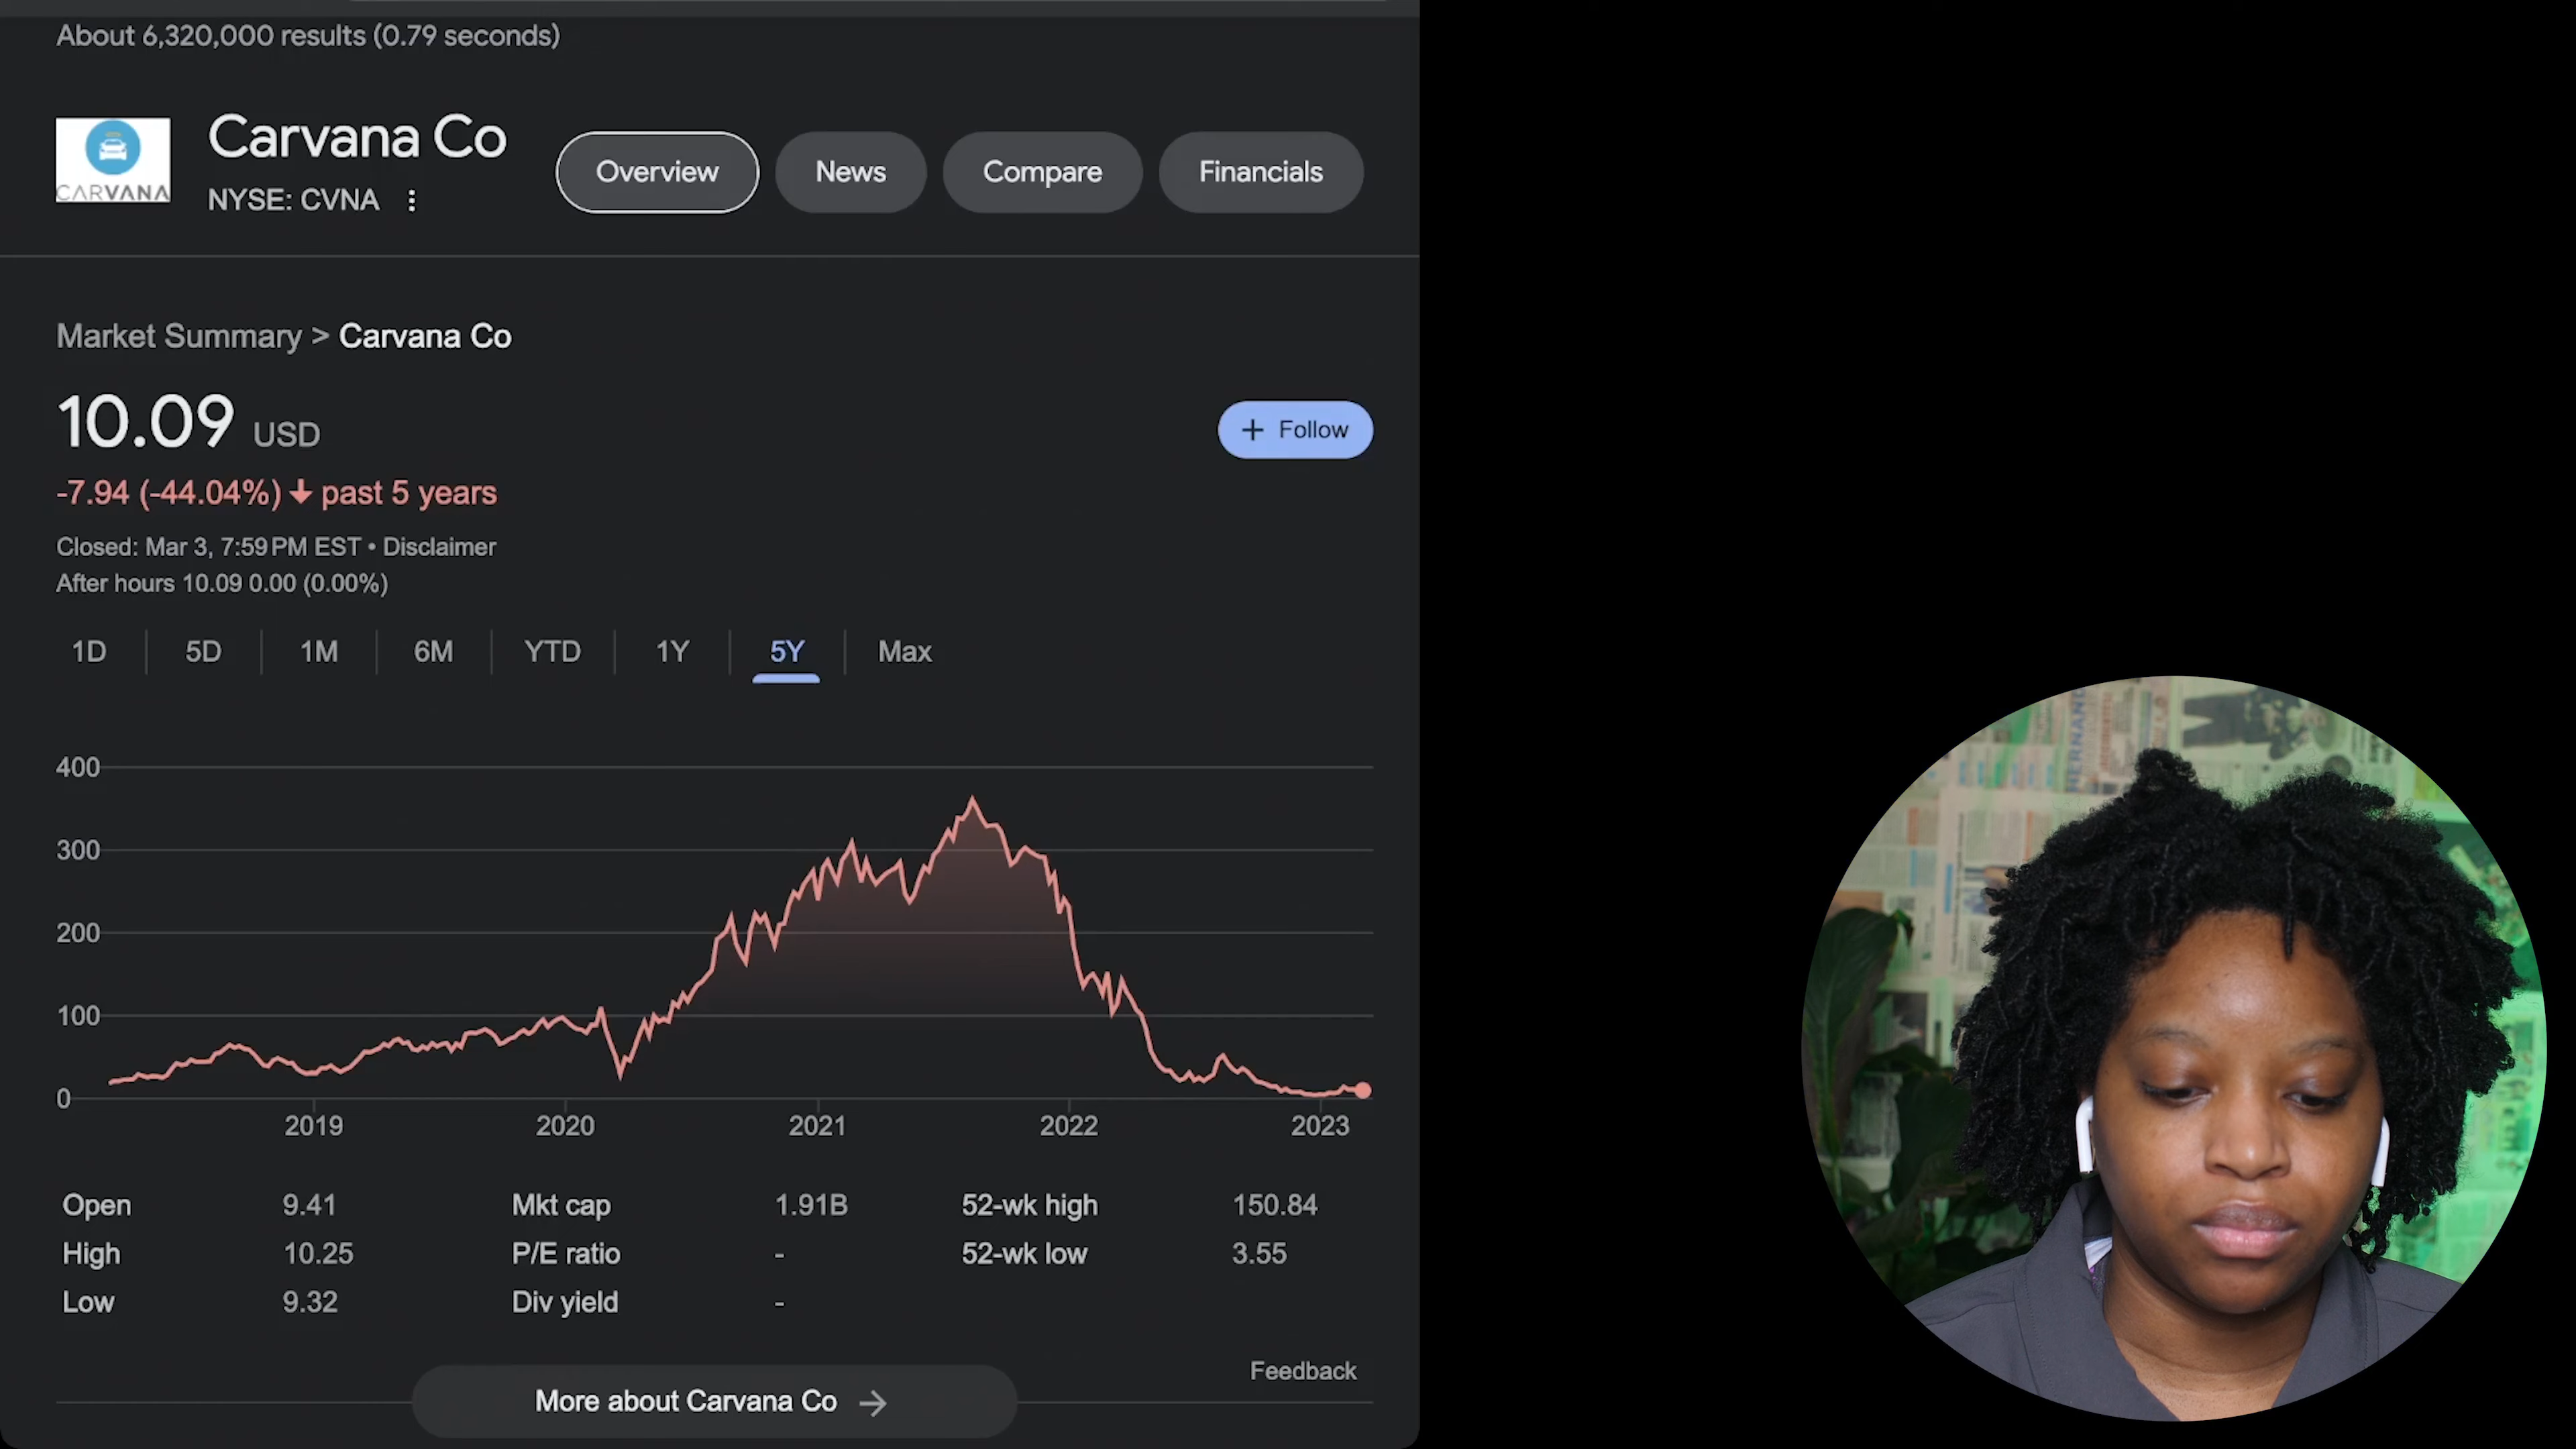 About 6,320,000 results (0.79 seconds)
CARVANA
Carvana Co
NYSE: CVNA
Overview
News
Compare
Financials
Market Summary > Carvana Co
10.09 USD
+ Follow
-7.94 (-44.04%) ↓ past 5 years
Closed: Mar 3, 7:59 PM EST • Disclaimer
After hours 10.09 0.00 (0.00%)
1D 5D 1M 6M YTD 1Y 5Y Max
400
300
200
100
0
2019 2020 2021 2022 2023
Open 9.41 Mkt cap 1.91B 52-wk high 150.84
High 10.25 P/E ratio - 52-wk low 3.55
Low 9.32 Div yield -
Feedback
More about Carvana Co →
HERNAND